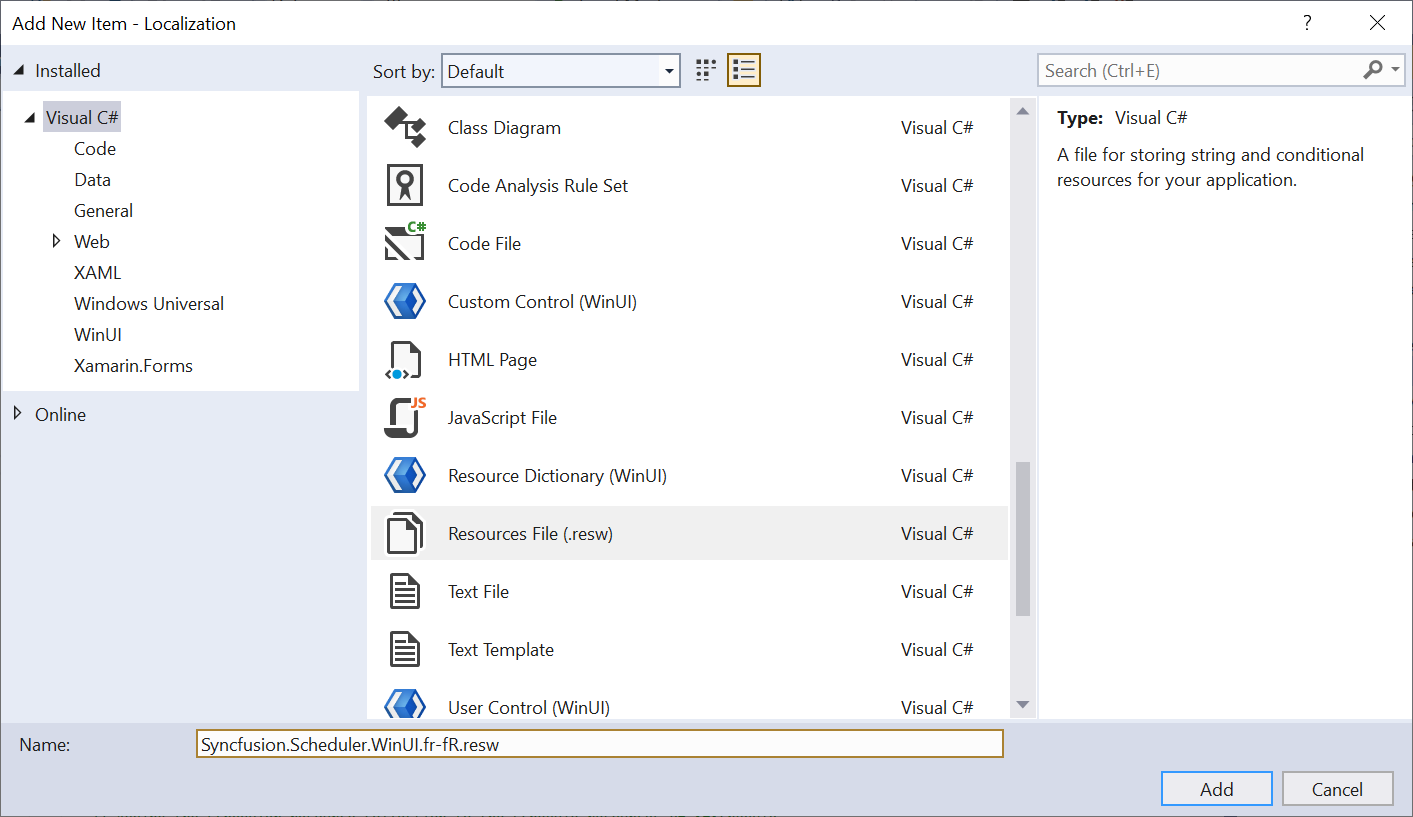 Add New Item - Localization
?
Installed
Sort by: Default
Search (Ctrl+E)
Visual C#
Code
Data
General
Web
XAML
Windows Universal
WinUI
Xamarin.Forms
Online
Class Diagram Visual C#
Code Analysis Rule Set Visual C#
C#
Code File Visual C#
Custom Control (WinUI) Visual C#
HTML Page Visual C#
JS
JavaScript File Visual C#
Resource Dictionary (WinUI) Visual C#
Resources File (.resw) Visual C#
Text File Visual C#
Text Template Visual C#
User Control (WinUI) Visual C#
Type: Visual C#
A file for storing string and conditional
resources for your application.
Name: Syncfusion.Scheduler.WinUI.fr-fR.resw
Add Cancel